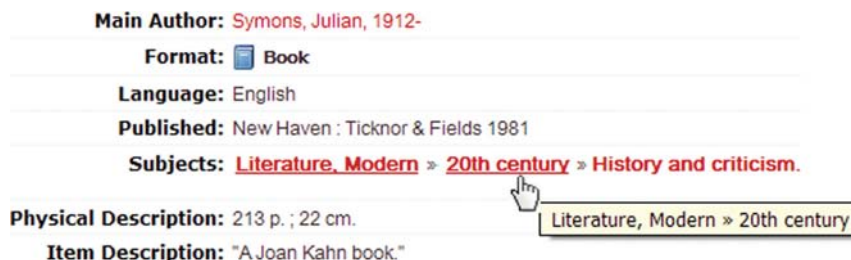 Main Author: Symons, Julian, 1912-
Format: Book
Language: English
Published: New Haven : Ticknor & Fields 1981
Subjects: Literature, Modern » 20th century » History and criticism.
Literature, Modern » 20th century
Physical Description: 213 p. ; 22 cm.
Item Description: "A Joan Kahn book."